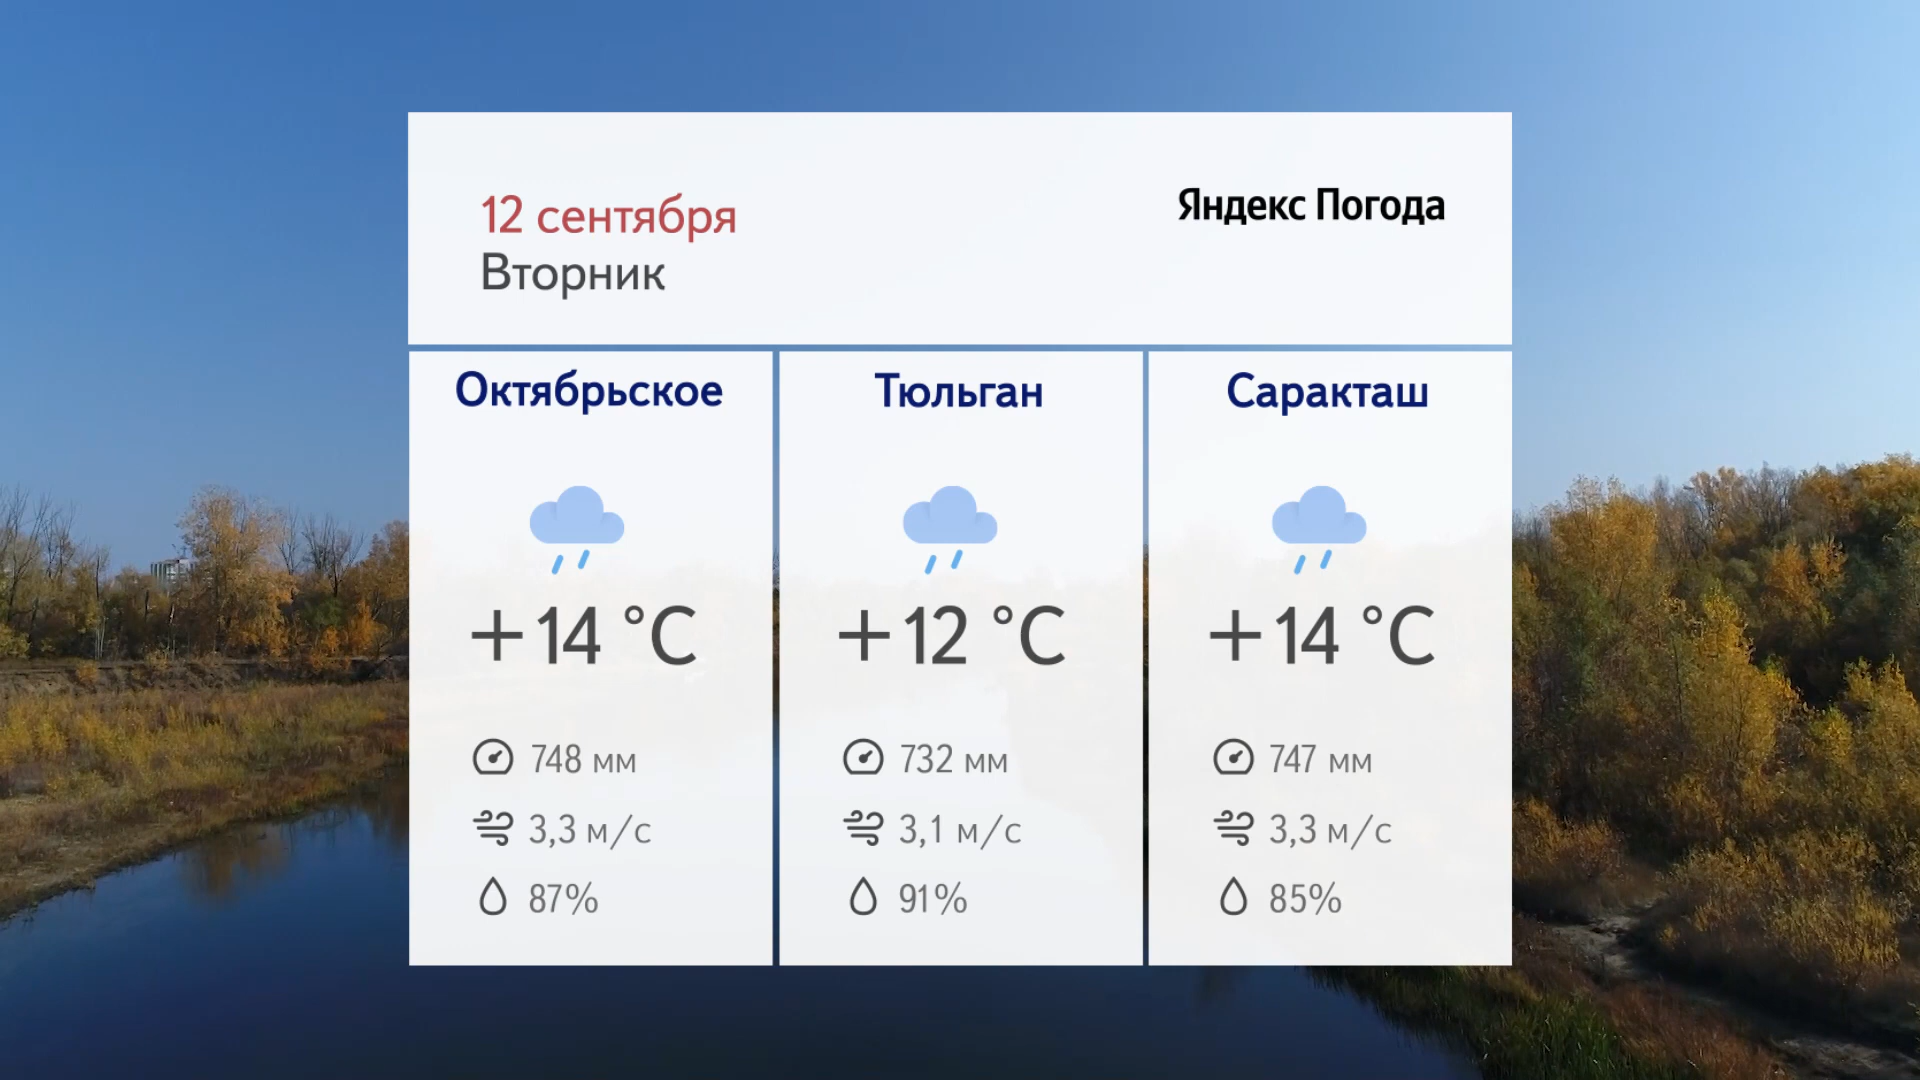 12 сентября
Вторник
Яндекс Погода
Октябрьское
+14 °C
748 мм
3,3 м/с
87%
Тюльган
+12 °C
732 мм
3,1 м/с
91%
Саракташ
+14 °C
747 мм
3,3 м/с
85%